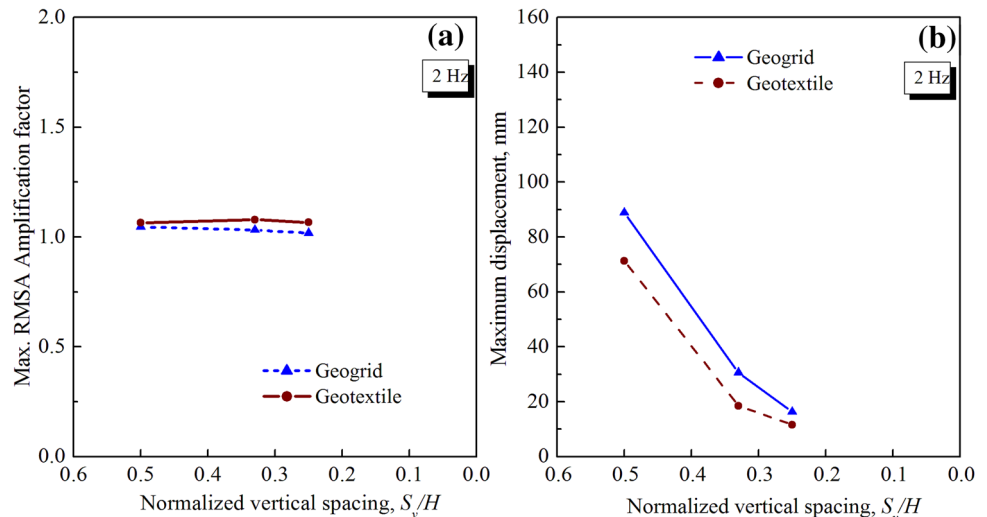 (a)
2 Hz
Max. RMSA Amplification factor
2.0
1.5
1.0
0.5
0.0
Geogrid
Geotextile
0.6 0.5 0.4 0.3 0.2 0.1 0.0
Normalized vertical spacing, Sv/H
(b)
Geogrid
Geotextile
2 Hz
Maximum displacement, mm
160
140
120
100
80
60
40
20
0
0.6 0.5 0.4 0.3 0.2 0.1 0.0
Normalized vertical spacing, Sv/H